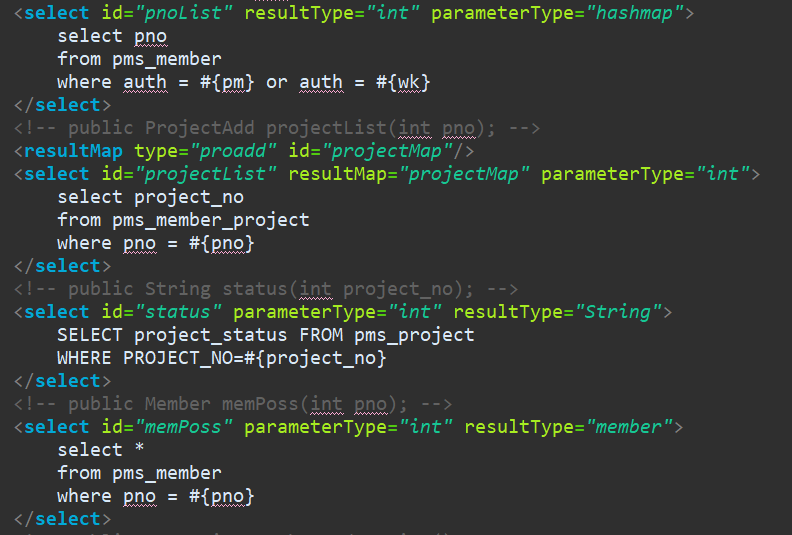 <select id="pnoList" resultType="int" parameterType="hashmap">
    select pno
    from pms_member
    where auth = #{pm} or auth = #{wk}
</select>
<!-- public ProjectAdd projectList(int pno); -->
<resultMap type="proadd" id="projectMap"/>
<select id="projectList" resultMap="projectMap" parameterType="int">
    select project_no
    from pms_member_project
    where pno = #{pno}
</select>
<!-- public String status(int project_no); -->
<select id="status" parameterType="int" resultType="String">
    SELECT project_status FROM pms_project
    WHERE PROJECT_NO=#{project_no}
</select>
<!-- public Member memPoss(int pno); -->
<select id="memPoss" parameterType="int" resultType="member">
    select *
    from pms_member
    where pno = #{pno}
</select>